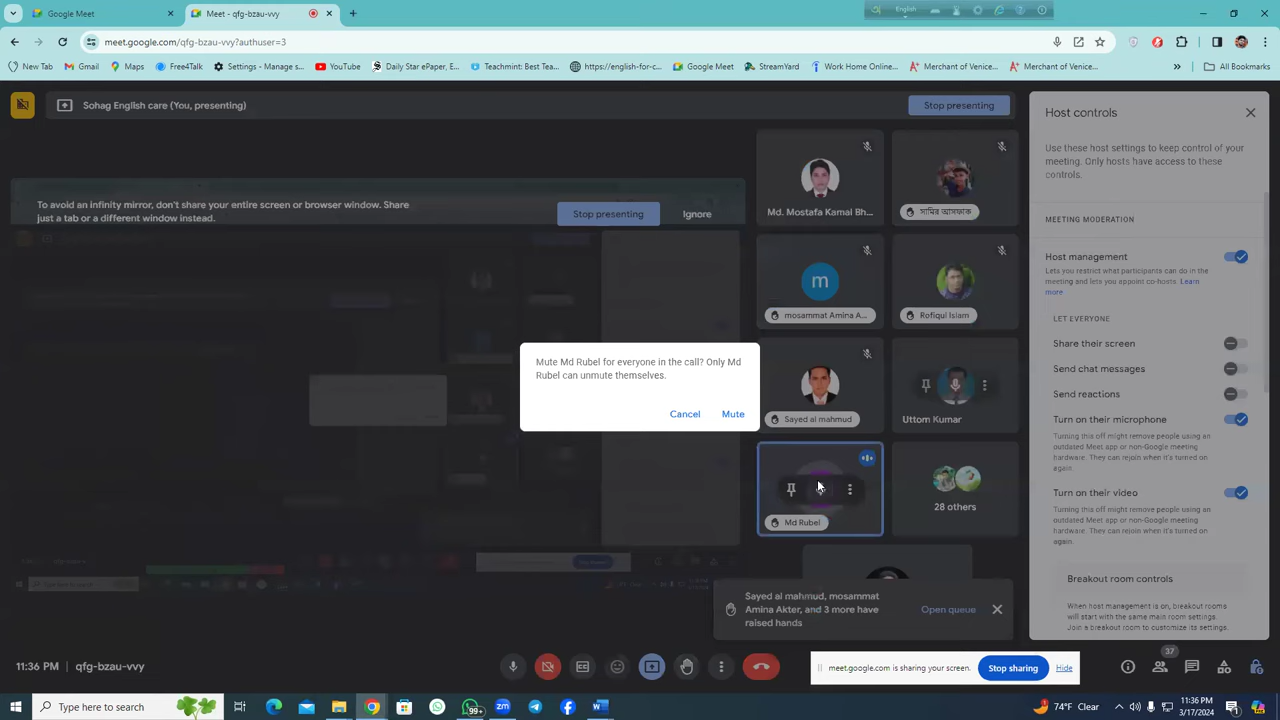 Google Meet
Meet - qfg-bzau-vvy
English
meet.google.com/qfg-bzau-vvy?authuser=3
New Tab
Gmail
Maps
Free4Talk
Settings - Manage s...
YouTube
Daily Star ePaper, E...
Teachmint: Best Tea...
https://english-for-c...
Google Meet
StreamYard
Work Home Online...
Merchant of Venice...
Merchant of Venice...
»
All Bookmarks
Sohag English care (You, presenting)
Stop presenting
To avoid an infinity mirror, don't share your entire screen or browser window. Share
just a tab or a different window instead.
Stop presenting
Ignore
Md. Mostafa Kamal Bh...
সামির আসফাক
m
mosammat Amina A...
Rofiqul Islam
Sayed al mahmud
Uttom Kumar
Md Rubel
28 others
Mute Md Rubel for everyone in the call? Only Md
Rubel can unmute themselves.
Cancel
Mute
Sayed al mahmud, mosammat
Amina Akter, and 3 more have
raised hands
Open queue
Host controls
Use these host settings to keep control of your
meeting. Only hosts have access to these
controls.
MEETING MODERATION
Host management
Lets you restrict what participants can do in the
meeting and lets you appoint co-hosts. Learn
more
LET EVERYONE
Share their screen
Send chat messages
Send reactions
Turn on their microphone
Turning this off might remove people using an
outdated Meet app or non-Google meeting
hardware. They can rejoin when it's turned on
again.
Turn on their video
Turning this off might remove people using an
outdated Meet app or non-Google meeting
hardware. They can rejoin when it's turned on
again.
Breakout room controls
When host management is on, breakout rooms
will start with the same main room settings.
Join a breakout room to customize its settings.
11:36 PM | qfg-bzau-vvy
meet.google.com is sharing your screen.
Stop sharing
Hide
37
Type here to search
99+
zm
74°F Clear
11:36 PM
3/17/2024
1